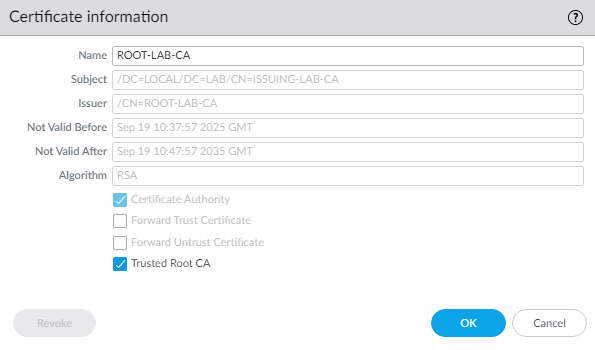 Certificate information
?
Name ROOT-LAB-CA
Subject /DC=LOCAL/DC=LAB/CN=ISSUING-LAB-CA
Issuer /CN=ROOT-LAB-CA
Not Valid Before Sep 19 10:37:57 2025 GMT
Not Valid After Sep 19 10:47:57 2035 GMT
Algorithm RSA
Certificate Authority
Forward Trust Certificate
Forward Untrust Certificate
Trusted Root CA
Revoke OK Cancel